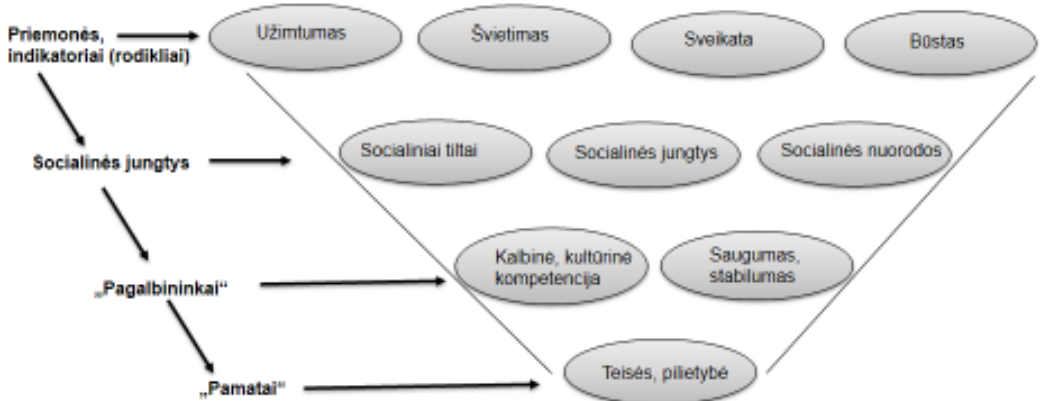 Priemonės,
indikatoriai (rodikliai)
Užimtumas
Švietimas
Sveikata
Būstas
Socialinės jungtys
Socialiniai tiltai
Socialinės jungtys
Socialinės nuorodos
„Pagalbininkai“
Kalbinė, kultūrinė
kompetencija
Saugumas,
stabilumas
„Pamatai“
Teisės, pilietybė